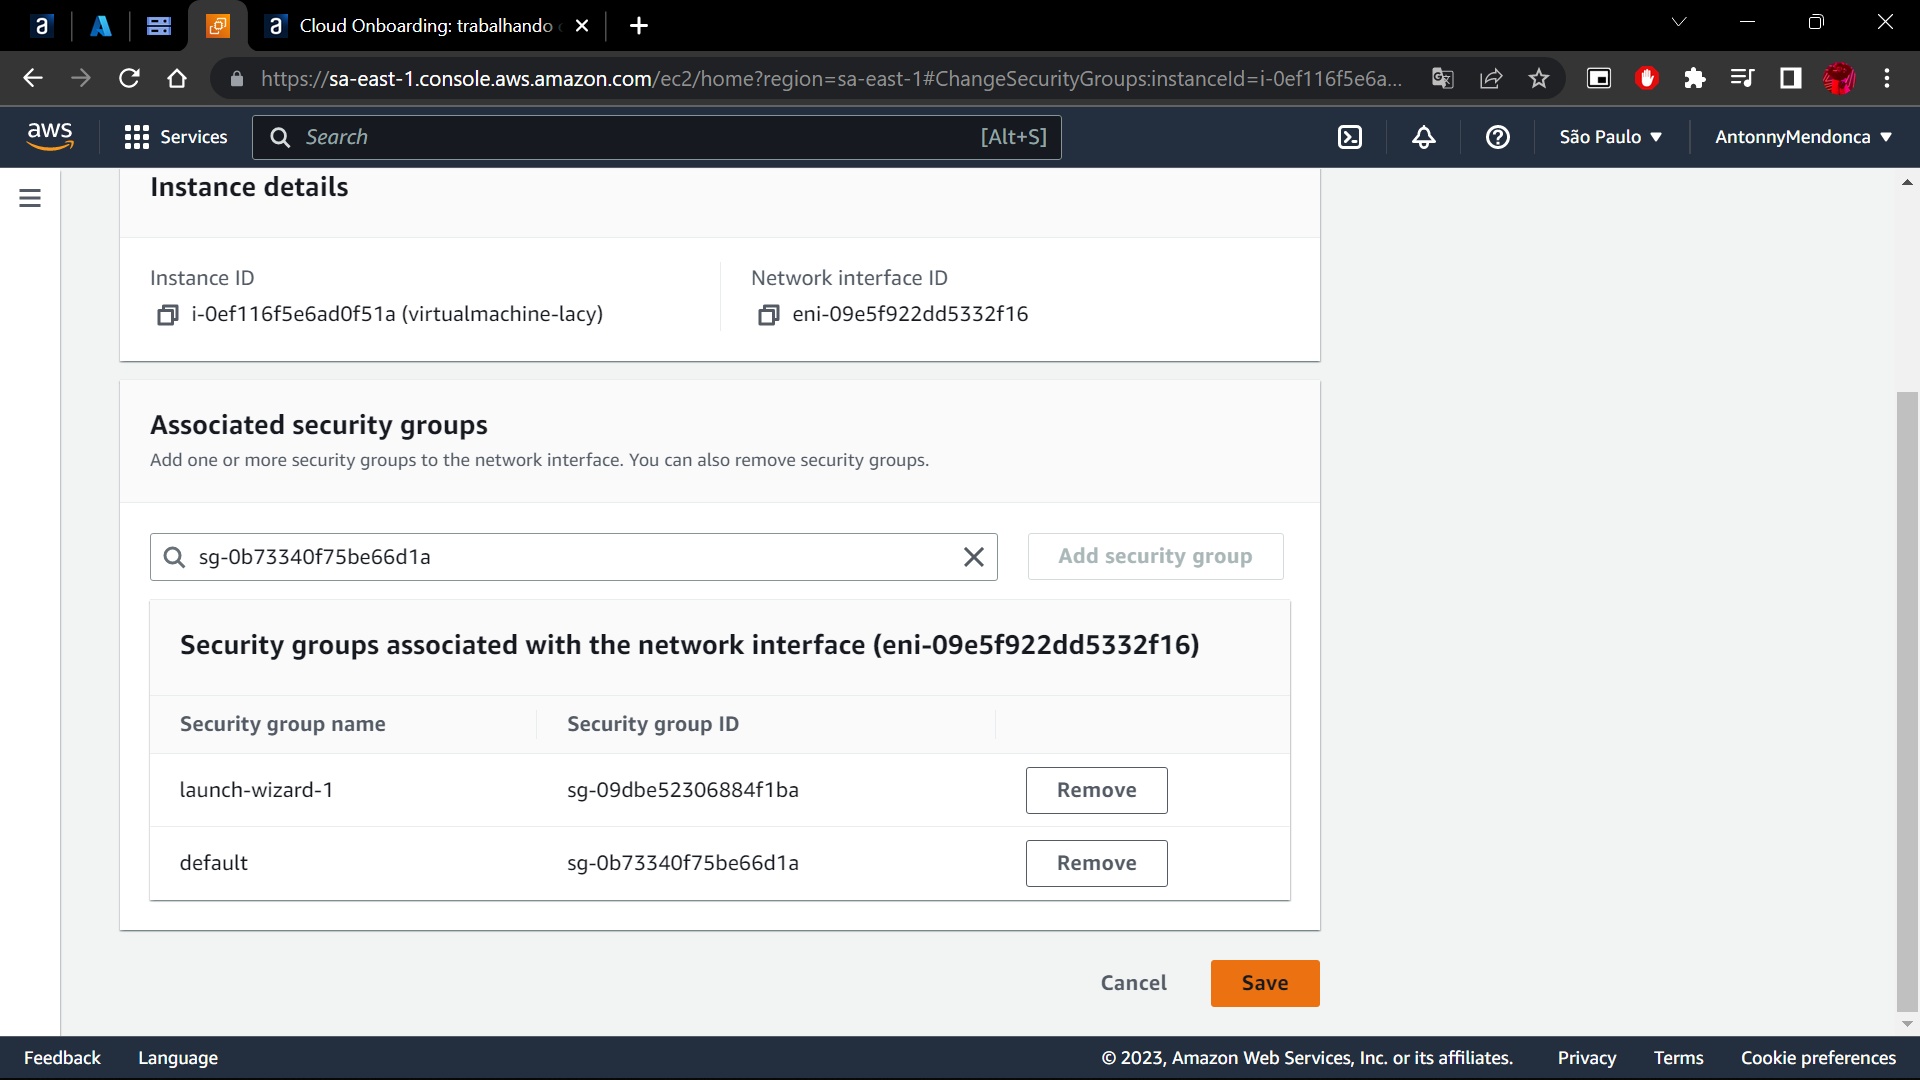 Cloud Onboarding: trabalhando
https://sa-east-1.console.aws.amazon.com/ec2/home?region=sa-east-1#ChangeSecurityGroups:instanceId=i-0ef116f5e6a...
aws
Services
Search
[Alt+S]
São Paulo
AntonnyMendonca
Instance details
Instance ID
Network interface ID
i-0ef116f5e6ad0f51a (virtualmachine-lacy)
eni-09e5f922dd5332f16
Associated security groups
Add one or more security groups to the network interface. You can also remove security groups.
sg-0b73340f75be66d1a
Add security group
Security groups associated with the network interface (eni-09e5f922dd5332f16)
Security group name
Security group ID
launch-wizard-1
sg-09dbe52306884f1ba
Remove
default
sg-0b73340f75be66d1a
Remove
Cancel
Save
Feedback
Language
© 2023, Amazon Web Services, Inc. or its affiliates.
Privacy
Terms
Cookie preferences